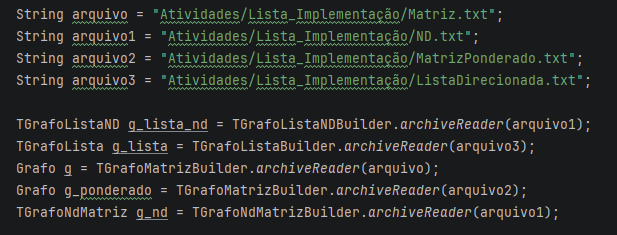 String arquivo = "Atividades/Lista_Implementação/Matriz.txt";
String arquivo1 = "Atividades/Lista_Implementação/ND.txt";
String arquivo2 = "Atividades/Lista_Implementação/MatrizPonderado.txt";
String arquivo3 = "Atividades/Lista_Implementação/ListaDirecionada.txt";
TGrafoListaND g_lista_nd = TGrafoListaNDBuilder.archiveReader(arquivo1);
TGrafoLista g_lista = TGrafoListaBuilder.archiveReader(arquivo3);
Grafo g = TGrafoMatrizBuilder.archiveReader(arquivo);
Grafo g_ponderado = TGrafoMatrizBuilder.archiveReader(arquivo2);
TGrafoNdMatriz g_nd = TGrafoNdMatrizBuilder.archiveReader(arquivo1);